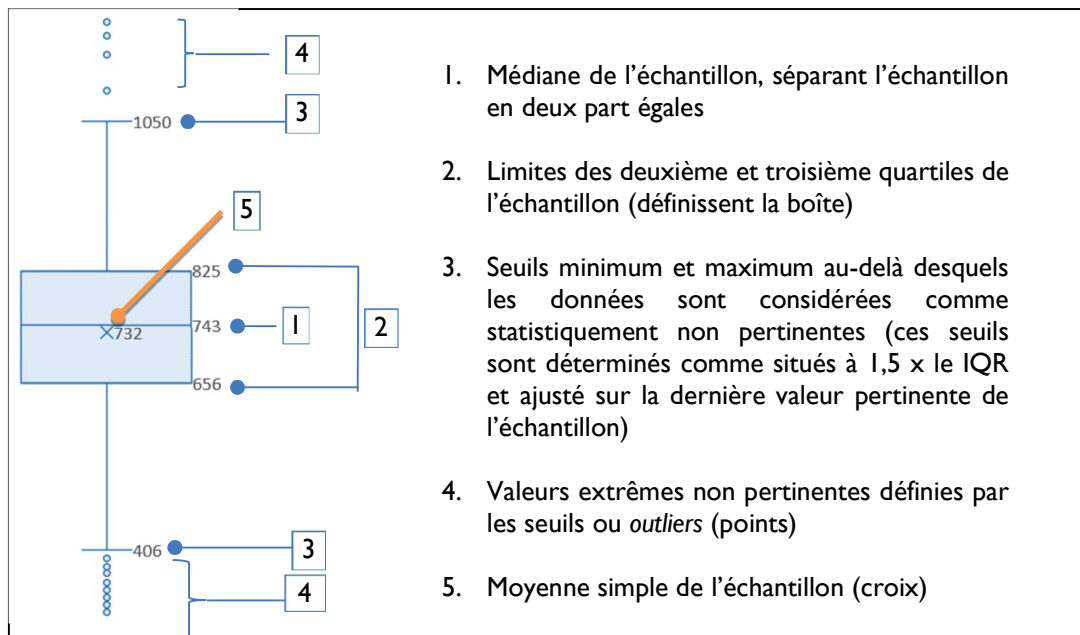 4
3
1050
5
825
743
1
2
732
656
406
3
4
1. Médiane de l'échantillon, séparant l'échantillon
en deux part égales
2. Limites des deuxième et troisième quartiles de
l'échantillon (définissent la boîte)
3. Seuils minimum et maximum au-delà desquels
les données sont considérées comme
statistiquement non pertinentes (ces seuils
sont déterminés comme situés à 1,5 x le IQR
et ajusté sur la dernière valeur pertinente de
l'échantillon)
4. Valeurs extrêmes non pertinentes définies par
les seuils ou outliers (points)
5. Moyenne simple de l'échantillon (croix)